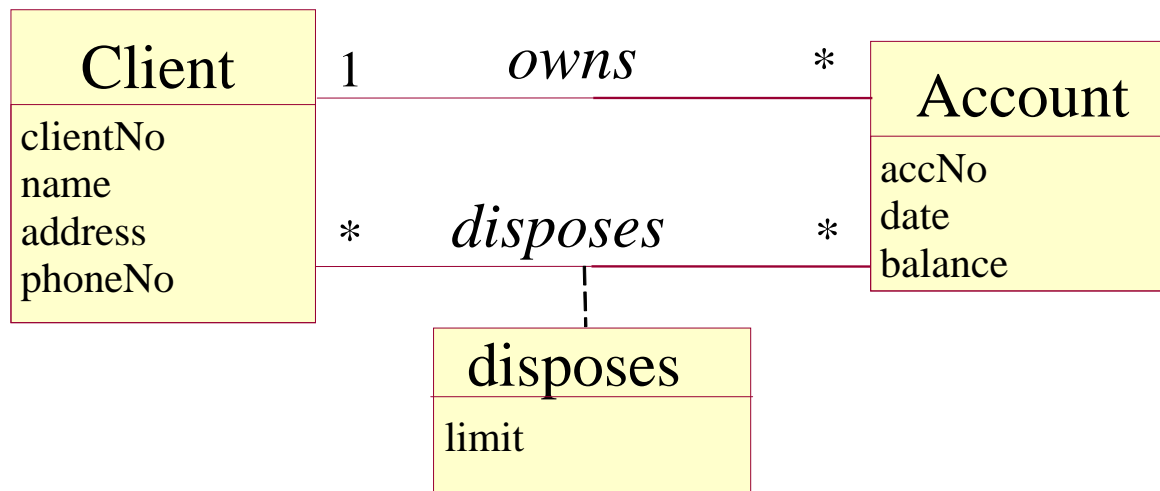 Client
clientNo
name
address
phoneNo
1 owns *
* disposes *
Account
accNo
date
balance
disposes
limit